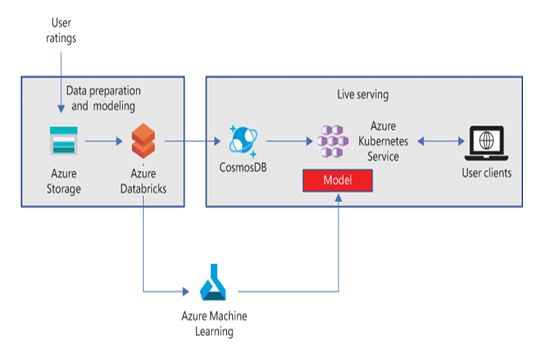 User
ratings
Data preparation
and modeling
Live serving
Azure
Storage
Azure
Databricks
CosmosDB
Azure
Kubernetes
Service
User clients
Model
Azure Machine
Learning